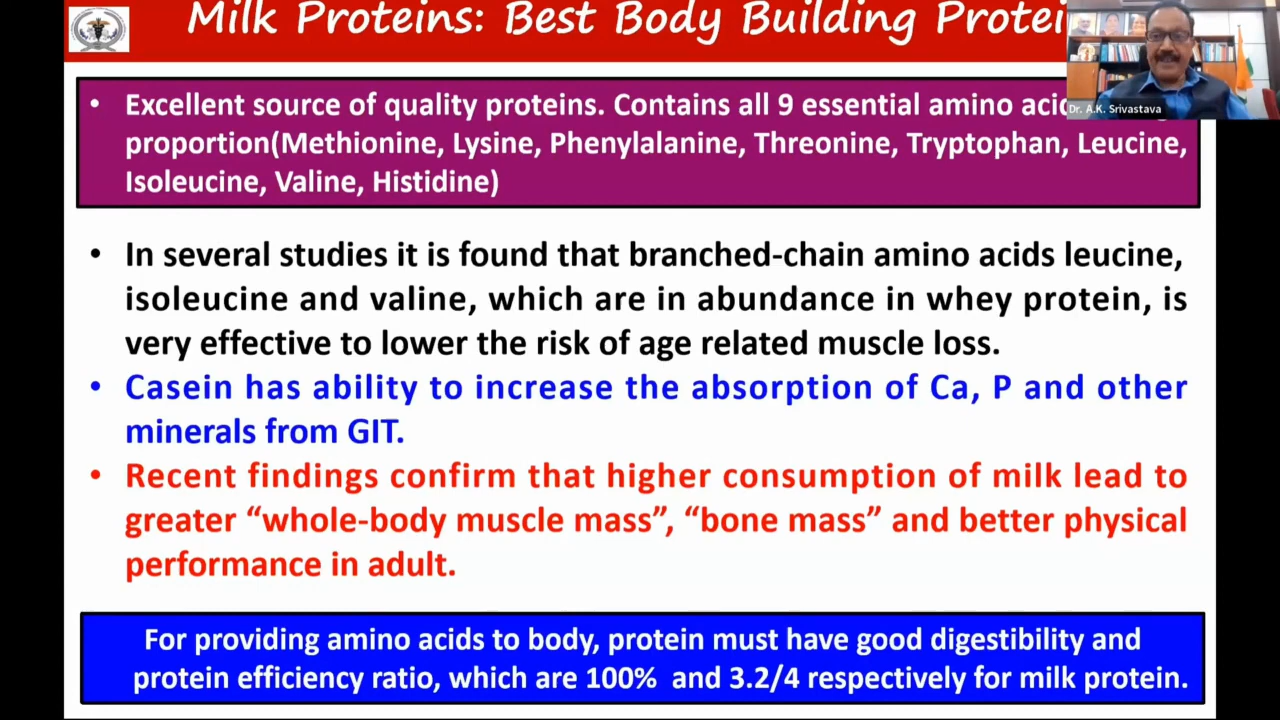 Milk Proteins: Best Body Building
Dr. A.K. Srivastava
• Excellent source of quality proteins. Contains all 9 essential amino
proportion(Methionine, Lysine, Phenylalanine, Threonine, Tryptophan, Leucine,
Isoleucine, Valine, Histidine)
• In several studies it is found that branched-chain amino acids leucine,
isoleucine and valine, which are in abundance in whey protein, is
very effective to lower the risk of age related muscle loss.
• Casein has ability to increase the absorption of Ca, P and other
minerals from GIT.
• Recent findings confirm that higher consumption of milk lead to
greater “whole-body muscle mass”, “bone mass” and better physical
performance in adult.
For providing amino acids to body, protein must have good digestibility and
protein efficiency ratio, which are 100% and 3.2/4 respectively for milk protein.